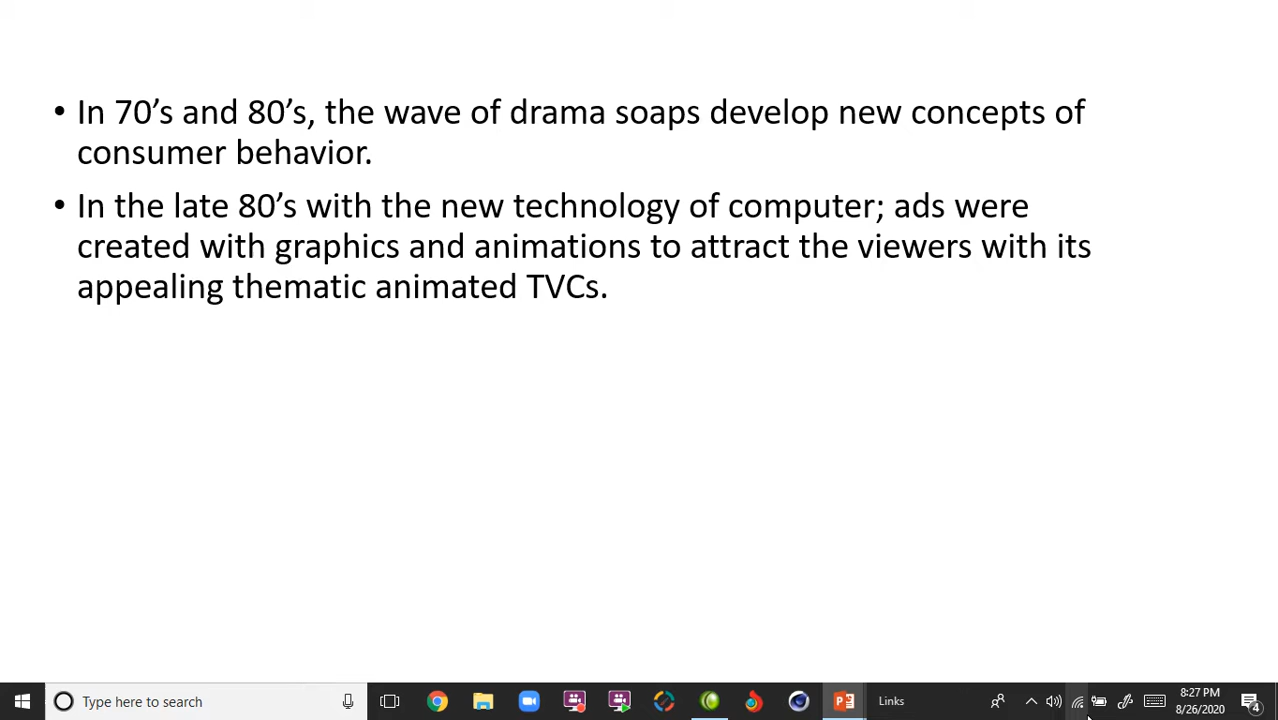 • In 70’s and 80’s, the wave of drama soaps develop new concepts of
consumer behavior.
• In the late 80’s with the new technology of computer; ads were
created with graphics and animations to attract the viewers with its
appealing thematic animated TVCs.
Type here to search
Links
8:27 PM
8/26/2020
4